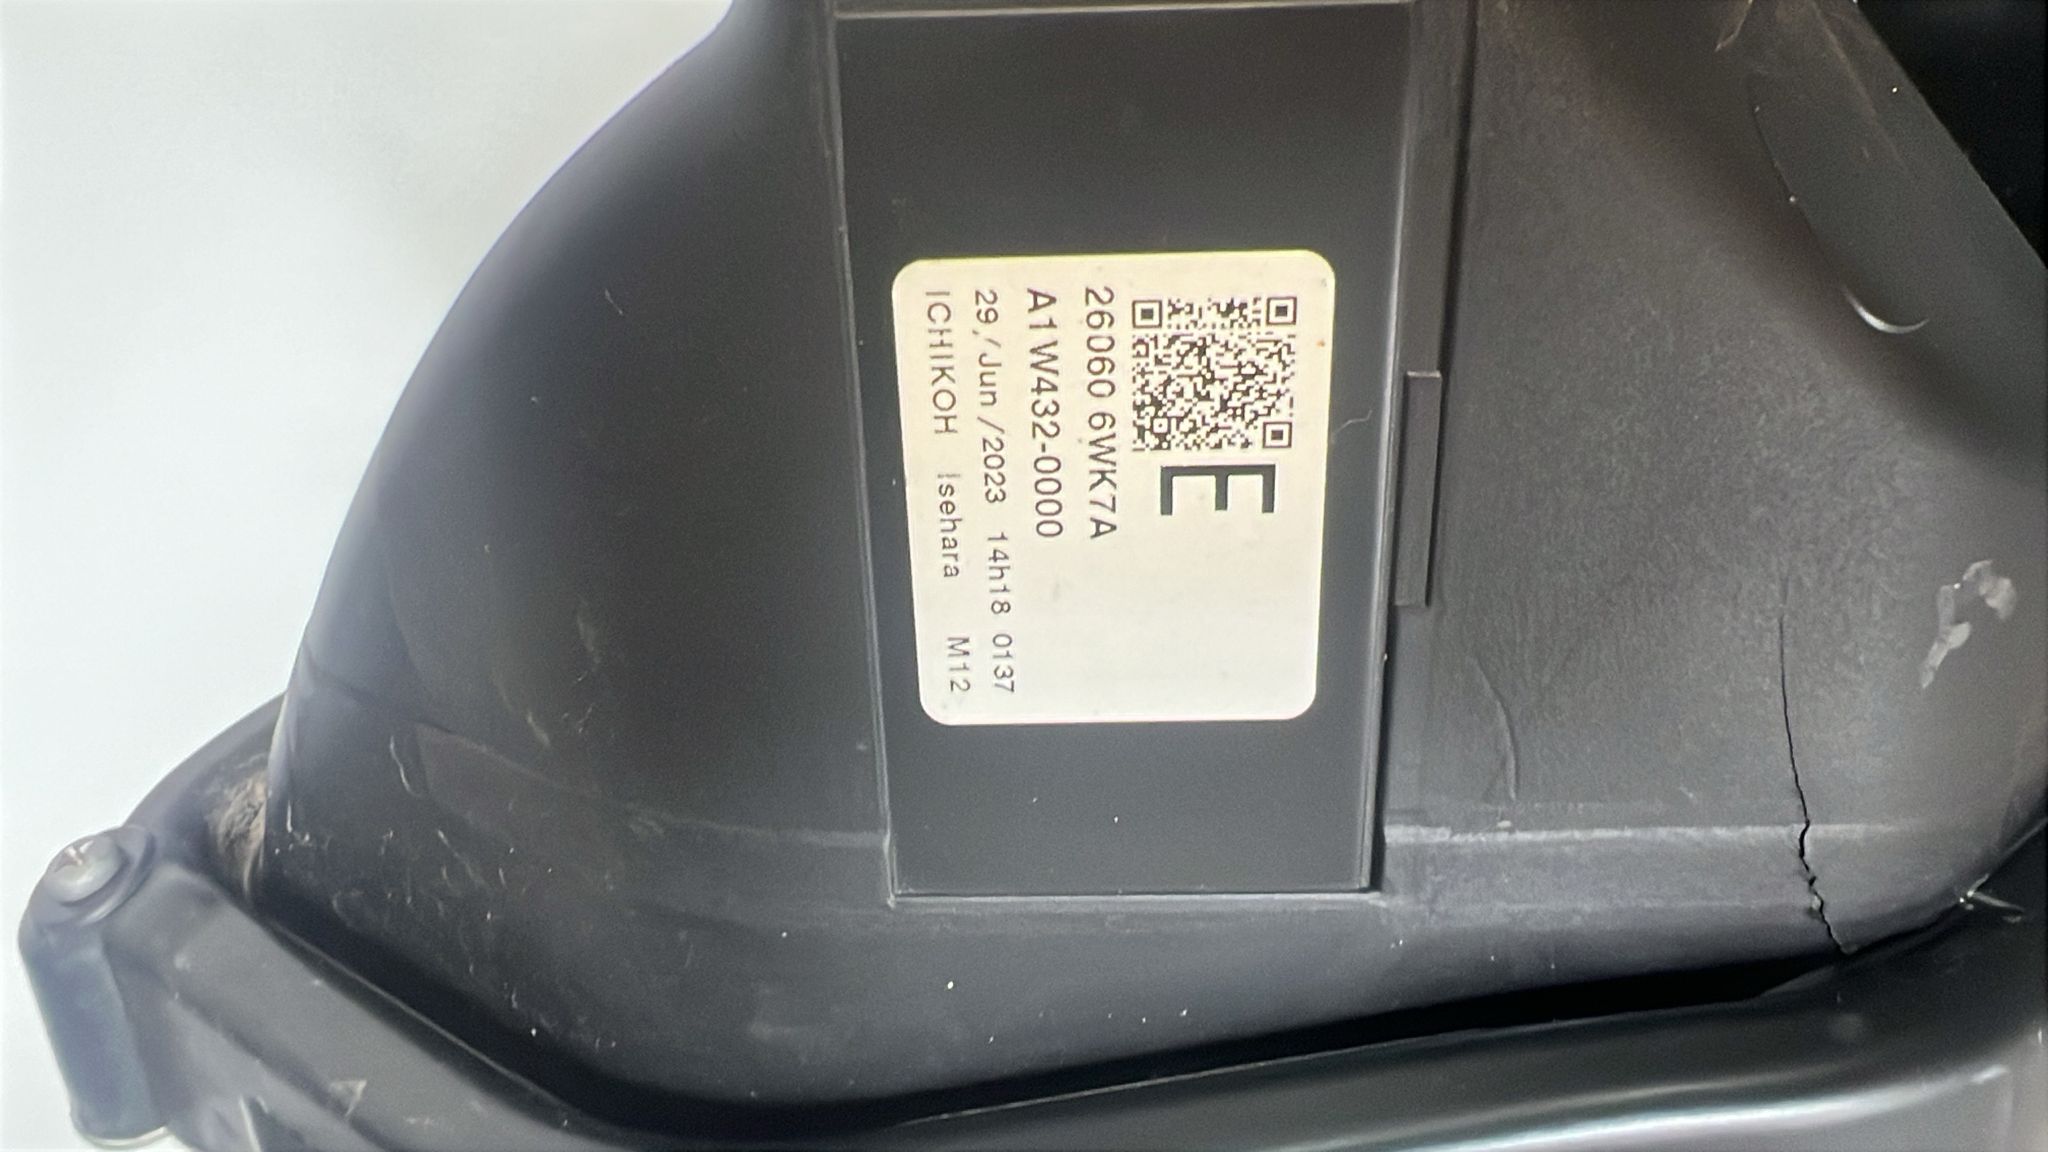 E
26060 6WK7A
A1W432-0000
29/Jun/2023 14h18 0137
ICHIKOH Isehara M12